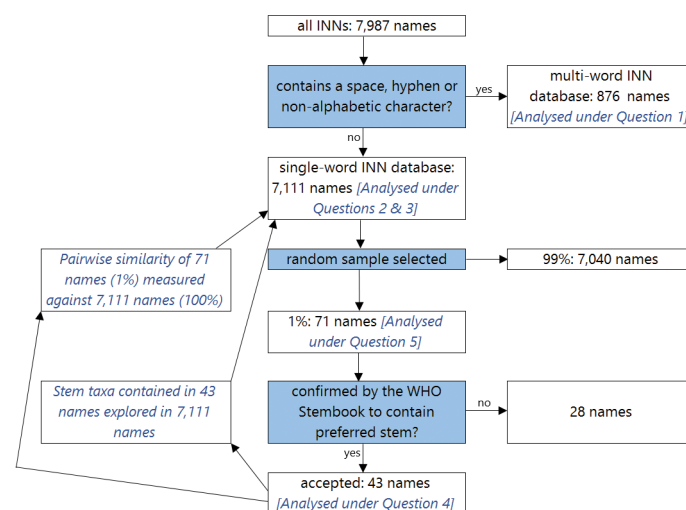 all INNs: 7,987 names
contains a space, hyphen or
non-alphabetic character?
yes
multi-word INN
database: 876 names
[Analysed under Question 1]
no
single-word INN database:
7,111 names [Analysed under
Questions 2 & 3]
Pairwise similarity of 71
names (1%) measured
against 7,111 names (100%)
random sample selected
99%: 7,040 names
1%: 71 names [Analysed
under Question 5]
Stem taxa contained in 43
names explored in 7,111
names
confirmed by the WHO
Stembook to contain
preferred stem?
no
28 names
yes
accepted: 43 names
[Analysed under Question 4]